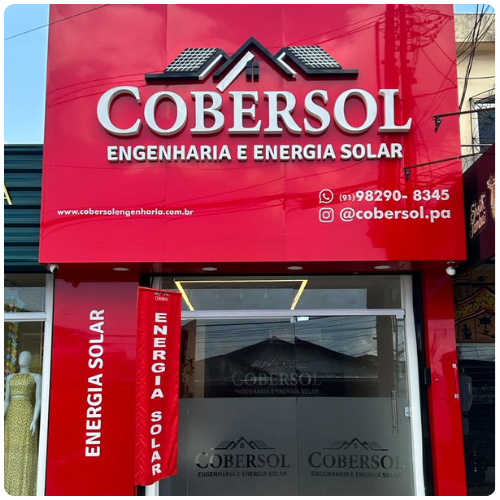 COBERSOL
ENGENHARIA E ENERGIA SOLAR
(91)98290- 8345
www.cobersolengenharia.com.br
@cobersol.pa
ENERGIA SOLAR
ENERGIA SOLAR
COBERSOL
ENGENHARIA E ENERGIA SOLAR
COBERSOL
ENGENHARIA E ENERGIA SOLAR
COBERSOL
ENGENHARIA E ENERGIA SOLAR